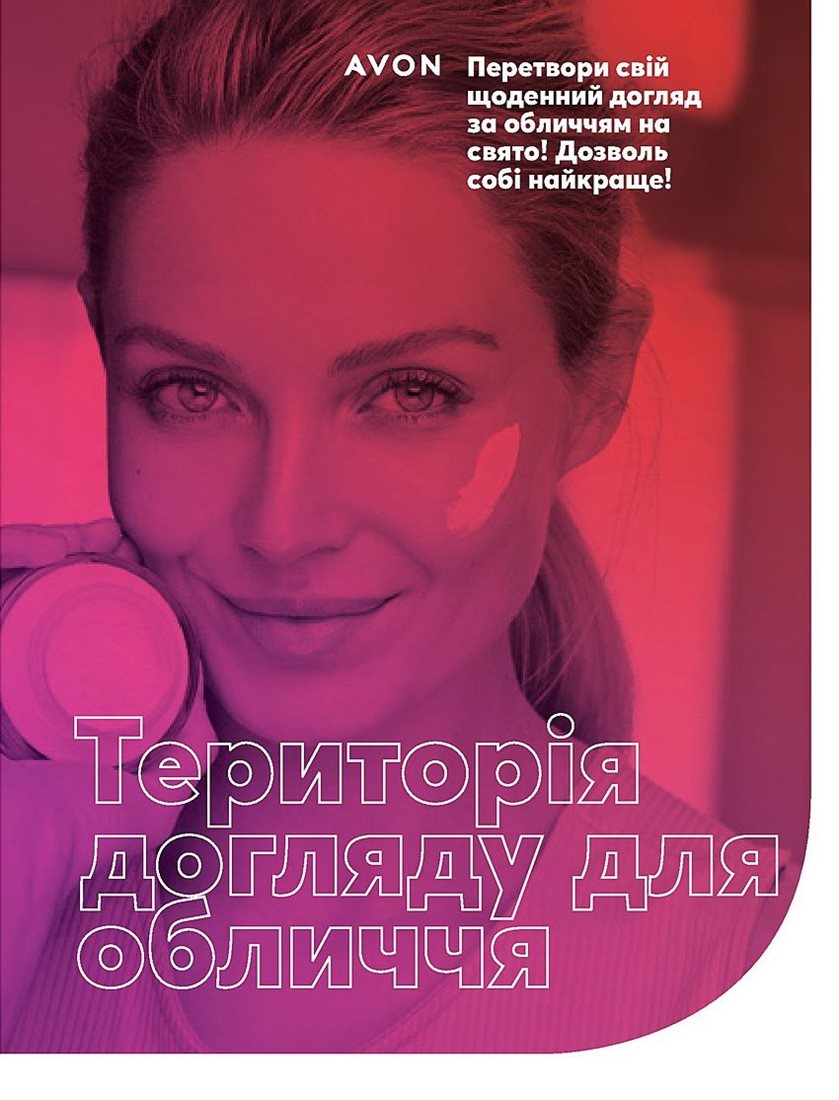 AVON
Перетвори свій
щоденний догляд
за обличчям на
свято! Дозволь
собі найкраще!
Територія
догляду для
обличчя